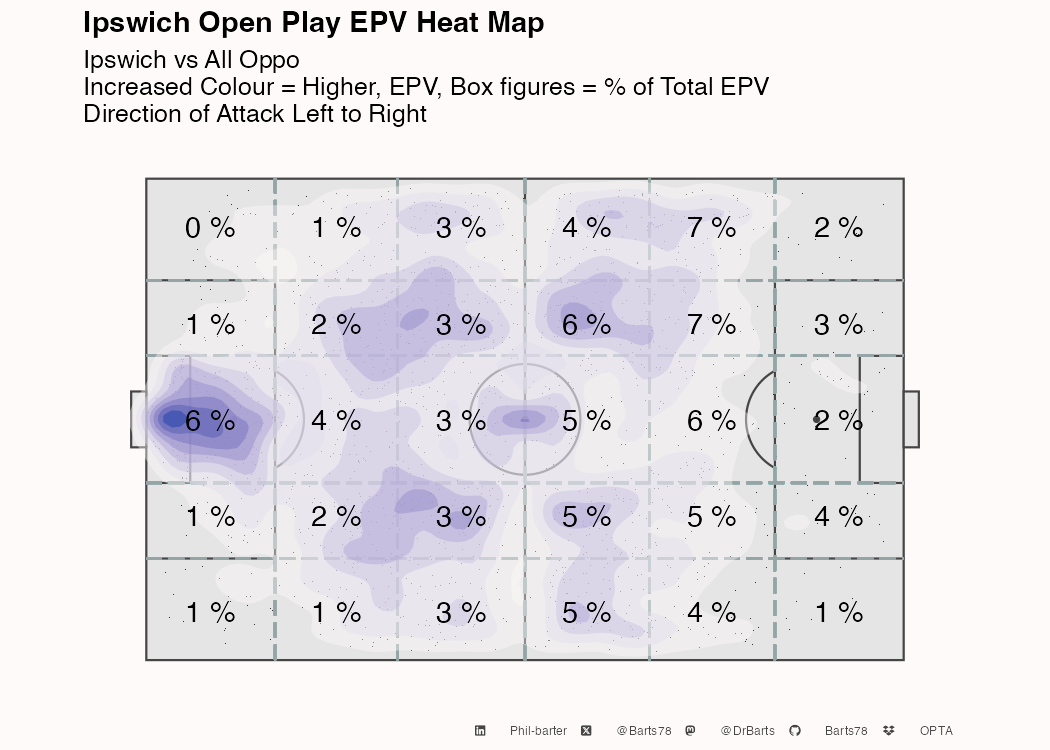 Ipswich Open Play EPV Heat Map
Ipswich vs All Oppo
Increased Colour = Higher, EPV, Box figures = % of Total EPV
Direction of Attack Left to Right
0 % 1 % 3 % 4 % 7 % 2 %
1 % 2 % 3 % 6 % 7 % 3 %
6 % 4 % 3 % 5 % 6 % 2 %
1 % 2 % 3 % 5 % 5 % 4 %
1 % 1 % 3 % 5 % 4 % 1 %
Phil-barter @Barts78 @DrBarts Barts78 OPTA